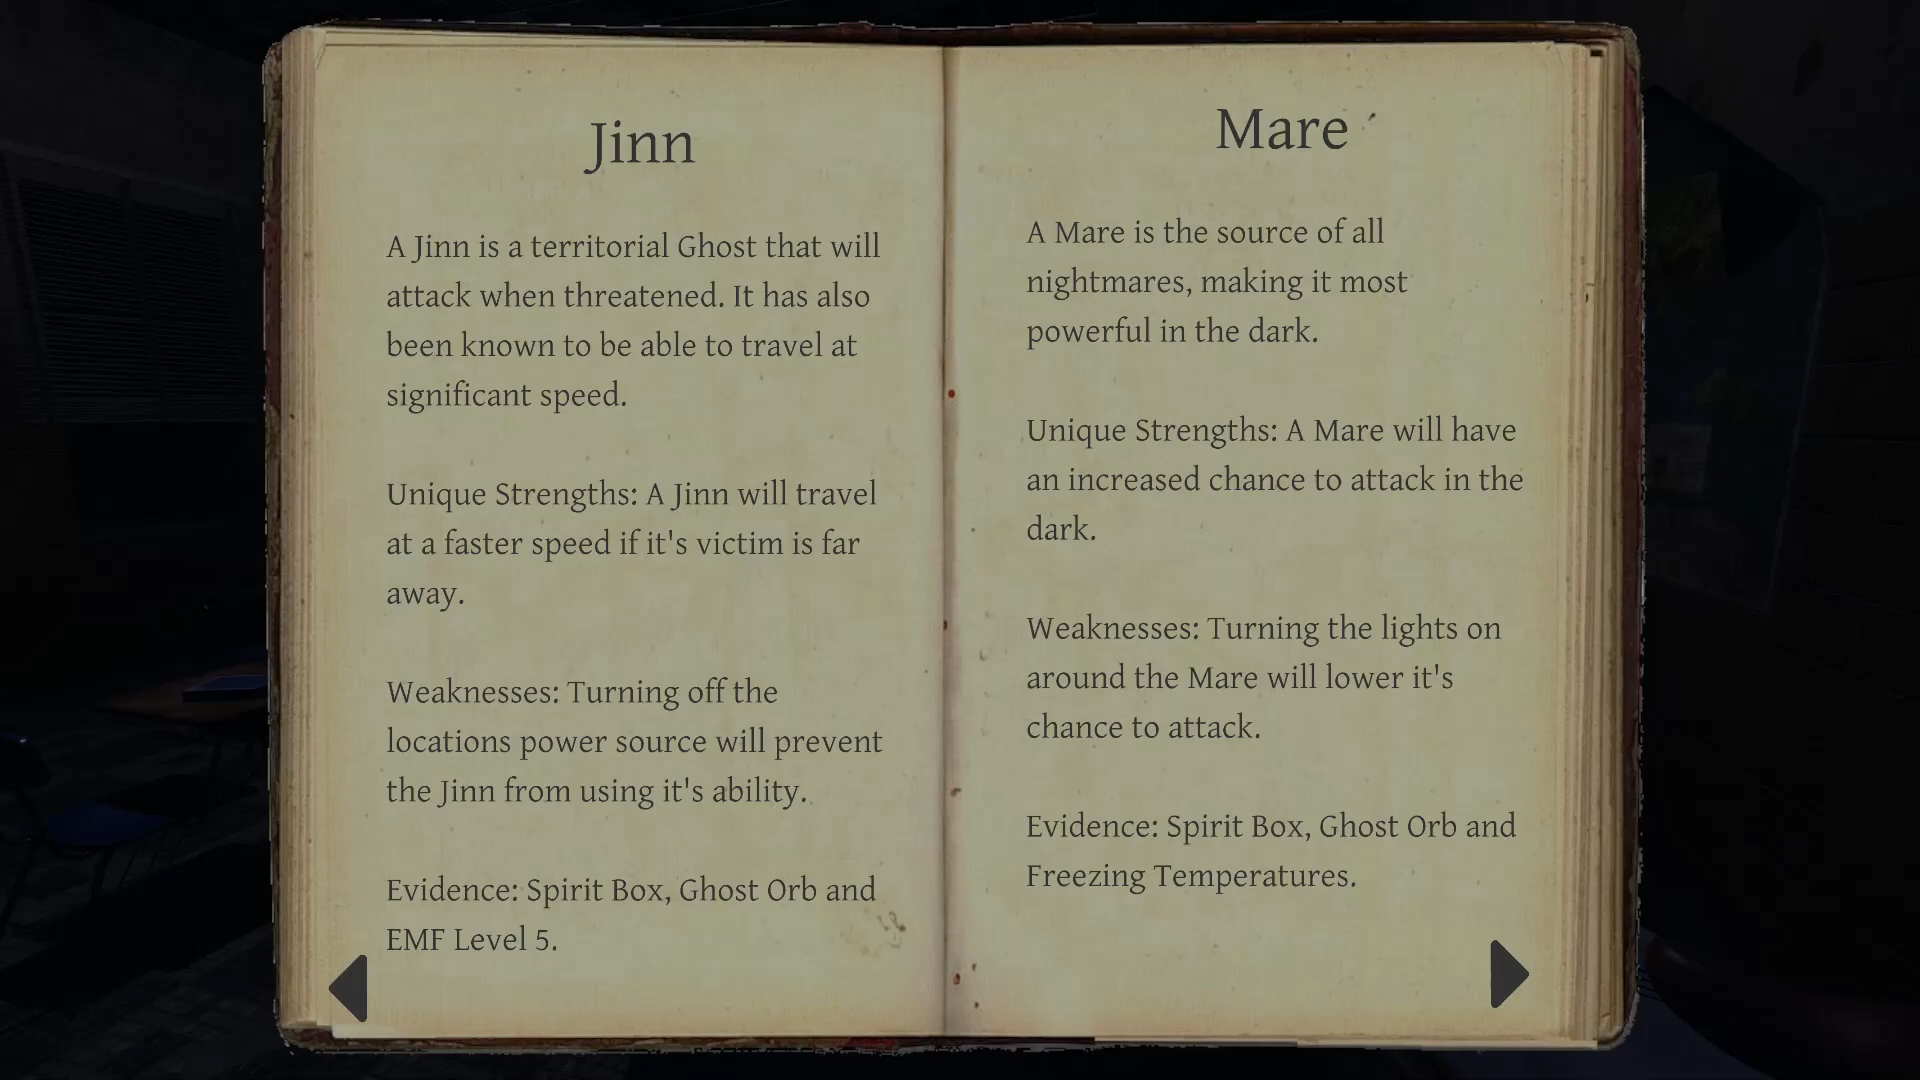 Jinn
A Jinn is a territorial Ghost that will
attack when threatened. It has also
been known to be able to travel at
significant speed.
Unique Strengths: A Jinn will travel
at a faster speed if it's victim is far
away.
Weaknesses: Turning off the
locations power source will prevent
the Jinn from using it's ability.
Evidence: Spirit Box, Ghost Orb and
EMF Level 5.
Mare
A Mare is the source of all
nightmares, making it most
powerful in the dark.
Unique Strengths: A Mare will have
an increased chance to attack in the
dark.
Weaknesses: Turning the lights on
around the Mare will lower it's
chance to attack.
Evidence: Spirit Box, Ghost Orb and
Freezing Temperatures.